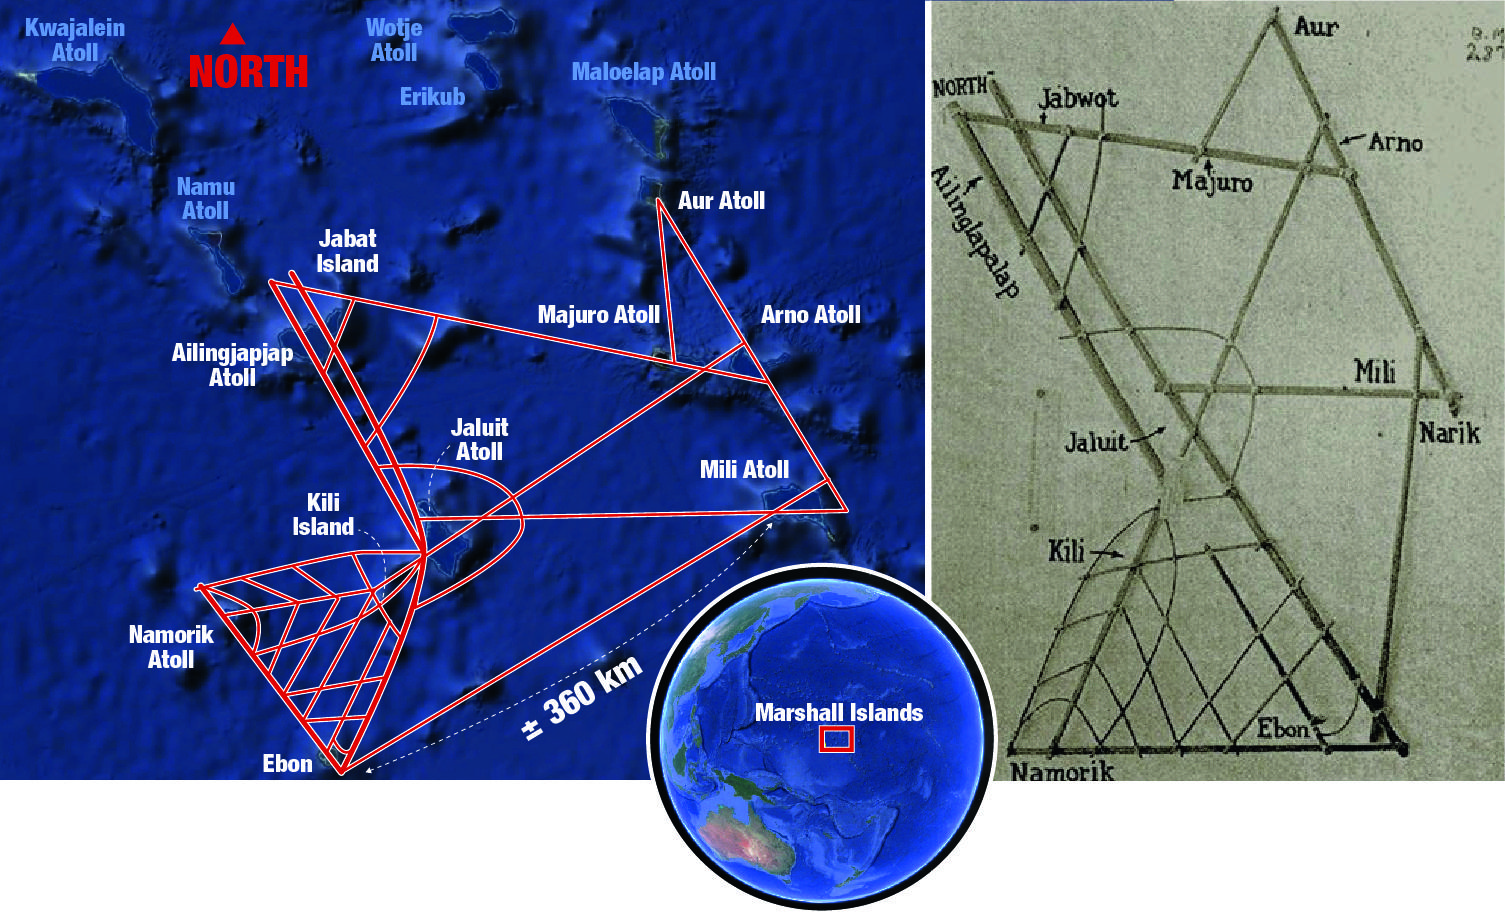 Kwajalein
Atoll
NORTH
Wotje
Atoll
Erikub
Maloelap Atoll
Namu
Atoll
Jabat
Island
Aur Atoll
Majuro Atoll
Arno Atoll
Ailingjapjap
Atoll
Jaluit
Atoll
Mili Atoll
Kili
Island
Namorik
Atoll
± 360 km
Ebon
Marshall Islands
Aur
NORTH
Jabwot
Arno
Majuro
Ailinglapalap
Mili
Narik
Jaluit
Kili
Ebon
Namorik